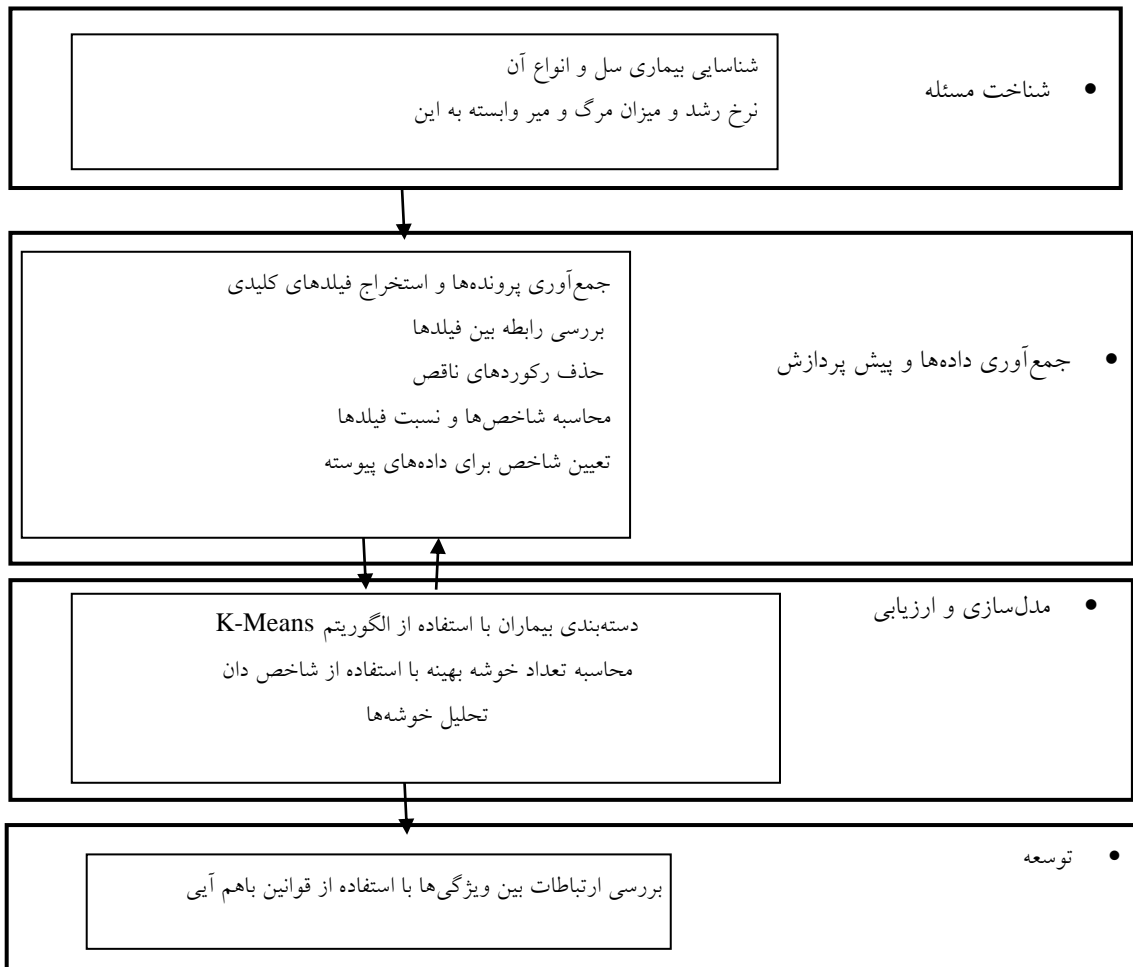 شناخت مسئله
شناسایی بیماری سل و انواع آن
نرخ رشد و میزان مرگ و میر وابسته به این
جمع‌آوری داده‌ها و پیش پردازش
جمع‌آوری پرونده‌ها و استخراج فیلدهای کلیدی
بررسی رابطه بین فیلدها
حذف رکوردهای ناقص
محاسبه شاخص‌ها و نسبت فیلدها
تعیین شاخص برای داده‌های پیوسته
مدل‌سازی و ارزیابی
دسته‌بندی بیماران با استفاده از الگوریتم K-Means
محاسبه تعداد خوشه بهینه با استفاده از شاخص دان
تحلیل خوشه‌ها
توسعه
بررسی ارتباطات بین ویژگی‌ها با استفاده از قوانین باهم آیی